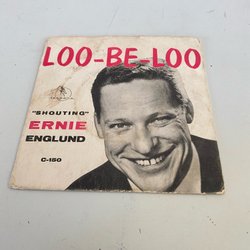 LOO-BE-LOO
"SHOUTING"
ERNIE
ENGLUND
C-150